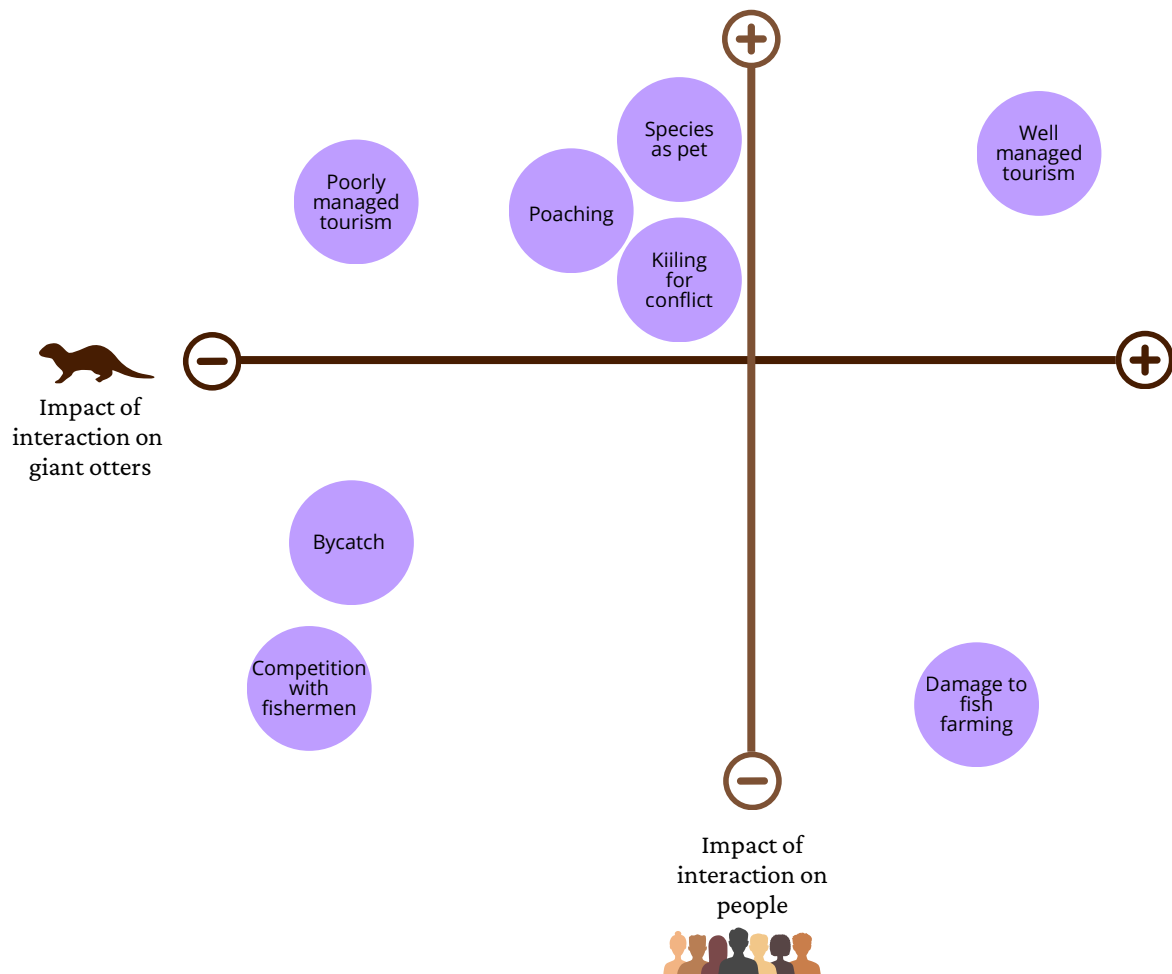 Species
as pet
Well
managed
tourism
Poorly
managed
tourism
Poaching
Kiiling
for
conflict
Impact of
interaction on
giant otters
Bycatch
Competition
with
fishermen
Damage to
fish
farming
Impact of
interaction on
people